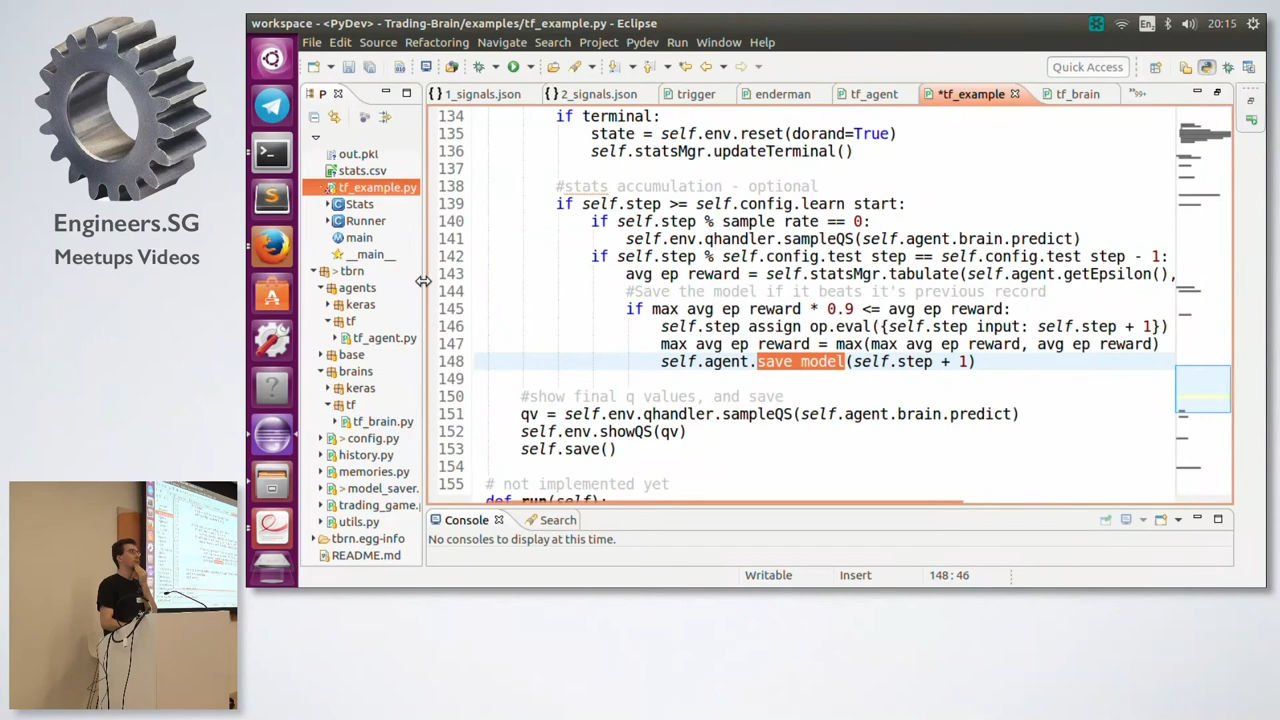 workspace - <PyDev> - Trading-Brain/examples/tf_example.py - Eclipse
En
20:15
File Edit Source Refactoring Navigate Search Project Pydev Run Window Help
Quick Access
P
1_signals.json
2_signals.json
trigger
enderman
tf_agent
*tf_example
tf_brain
99+
out.pkl
stats.csv
tf_example.py
Stats
Runner
main
__main__
> tbrn
agents
keras
tf
tf_agent.py
base
brains
keras
tf
tf_brain.py
> config.py
history.py
memories.py
> model_saver.
trading_game.
utils.py
tbrn.egg-info
README.md
134 if terminal:
135 state = self.env.reset(dorand=True)
136 self.statsMgr.updateTerminal()
137
138 #stats accumulation - optional
139 if self.step >= self.config.learn start:
140 if self.step % sample rate == 0:
141 self.env.qhandler.sampleQS(self.agent.brain.predict)
142 if self.step % self.config.test step == self.config.test step - 1:
143 avg ep reward = self.statsMgr.tabulate(self.agent.getEpsilon(),
144 #Save the model if it beats it's previous record
145 if max avg ep reward * 0.9 <= avg ep reward:
146 self.step assign op.eval({self.step input: self.step + 1})
147 max avg ep reward = max(max avg ep reward, avg ep reward)
148 self.agent.save model(self.step + 1)
149
150 #show final q values, and save
151 qv = self.env.qhandler.sampleQS(self.agent.brain.predict)
152 self.env.showQS(qv)
153 self.save()
154
155 # not implemented yet
def run(self):
Console
Search
No consoles to display at this time.
Writable
Insert
148:46
Engineers.SG
Meetups Videos